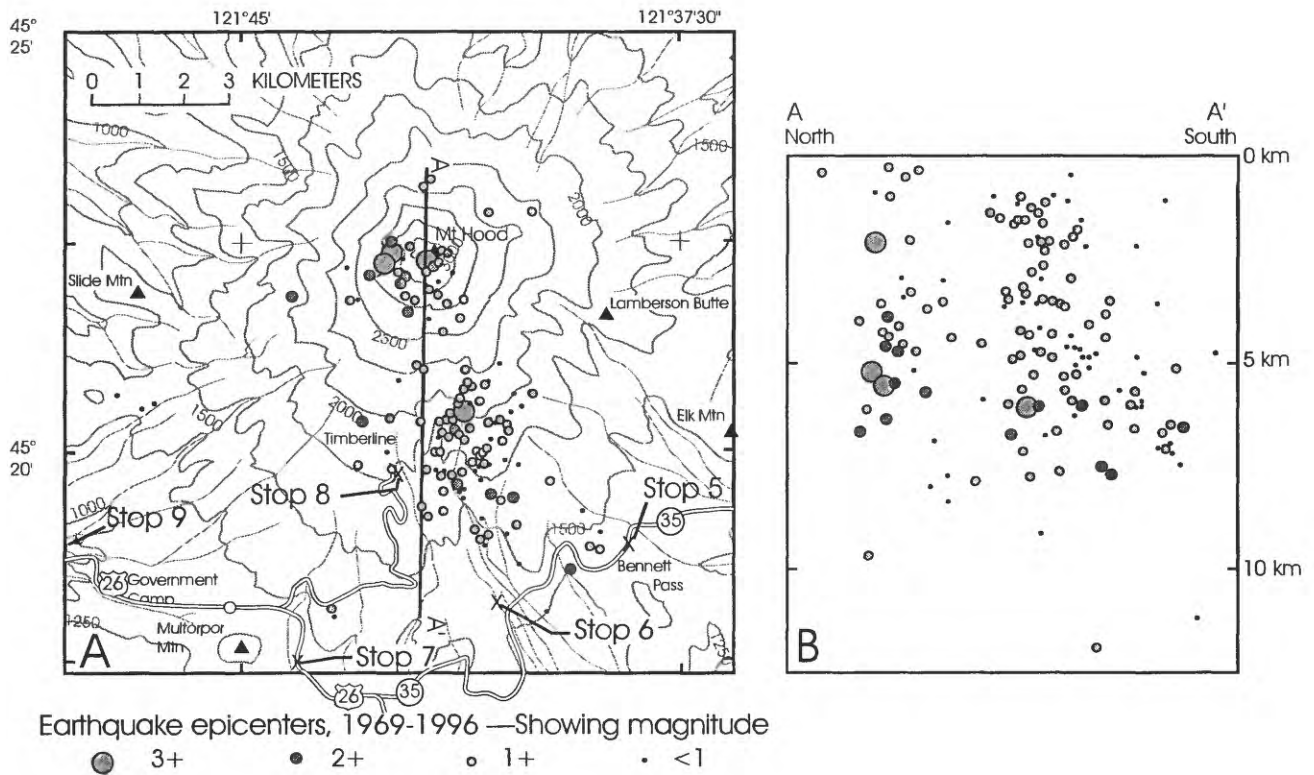 45°
25'
121°45'
121°37'30"
0 1 2 3 KILOMETERS
1000
1500
1500
2000
A
Mt Hood
Slide Mtn
Lamberson Butte
2500
2000
1500
Timberline
Elk Mtn
45°
20'
Stop 8
Stop 5
1000
Stop 9
1500
35
26
Government
Camp
Bennett
Pass
1250
Multorpor
Mtn
A'
Stop 6
1250
A
Stop 7
26
35
A
North
A'
South
0 km
5 km
10 km
B
Earthquake epicenters, 1969-1996 —Showing magnitude
3+ 2+ 1+ <1